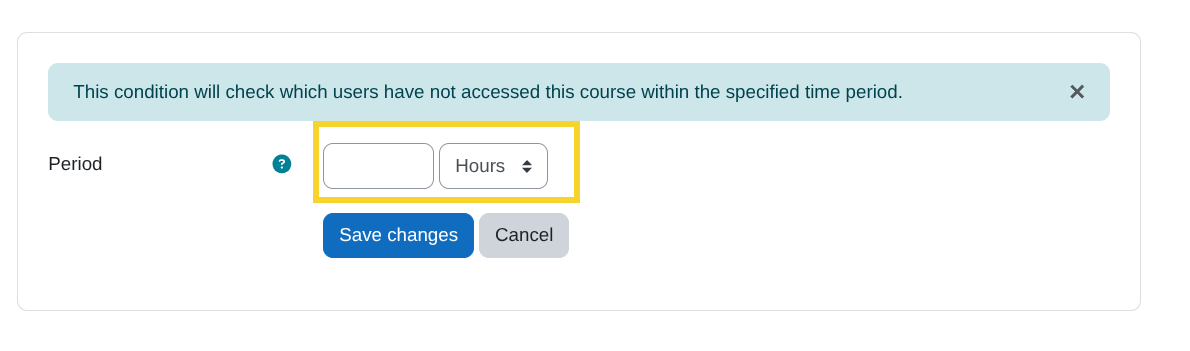 This condition will check which users have not accessed this course within the specified time period. ×
Period ? Hours
Save changes Cancel